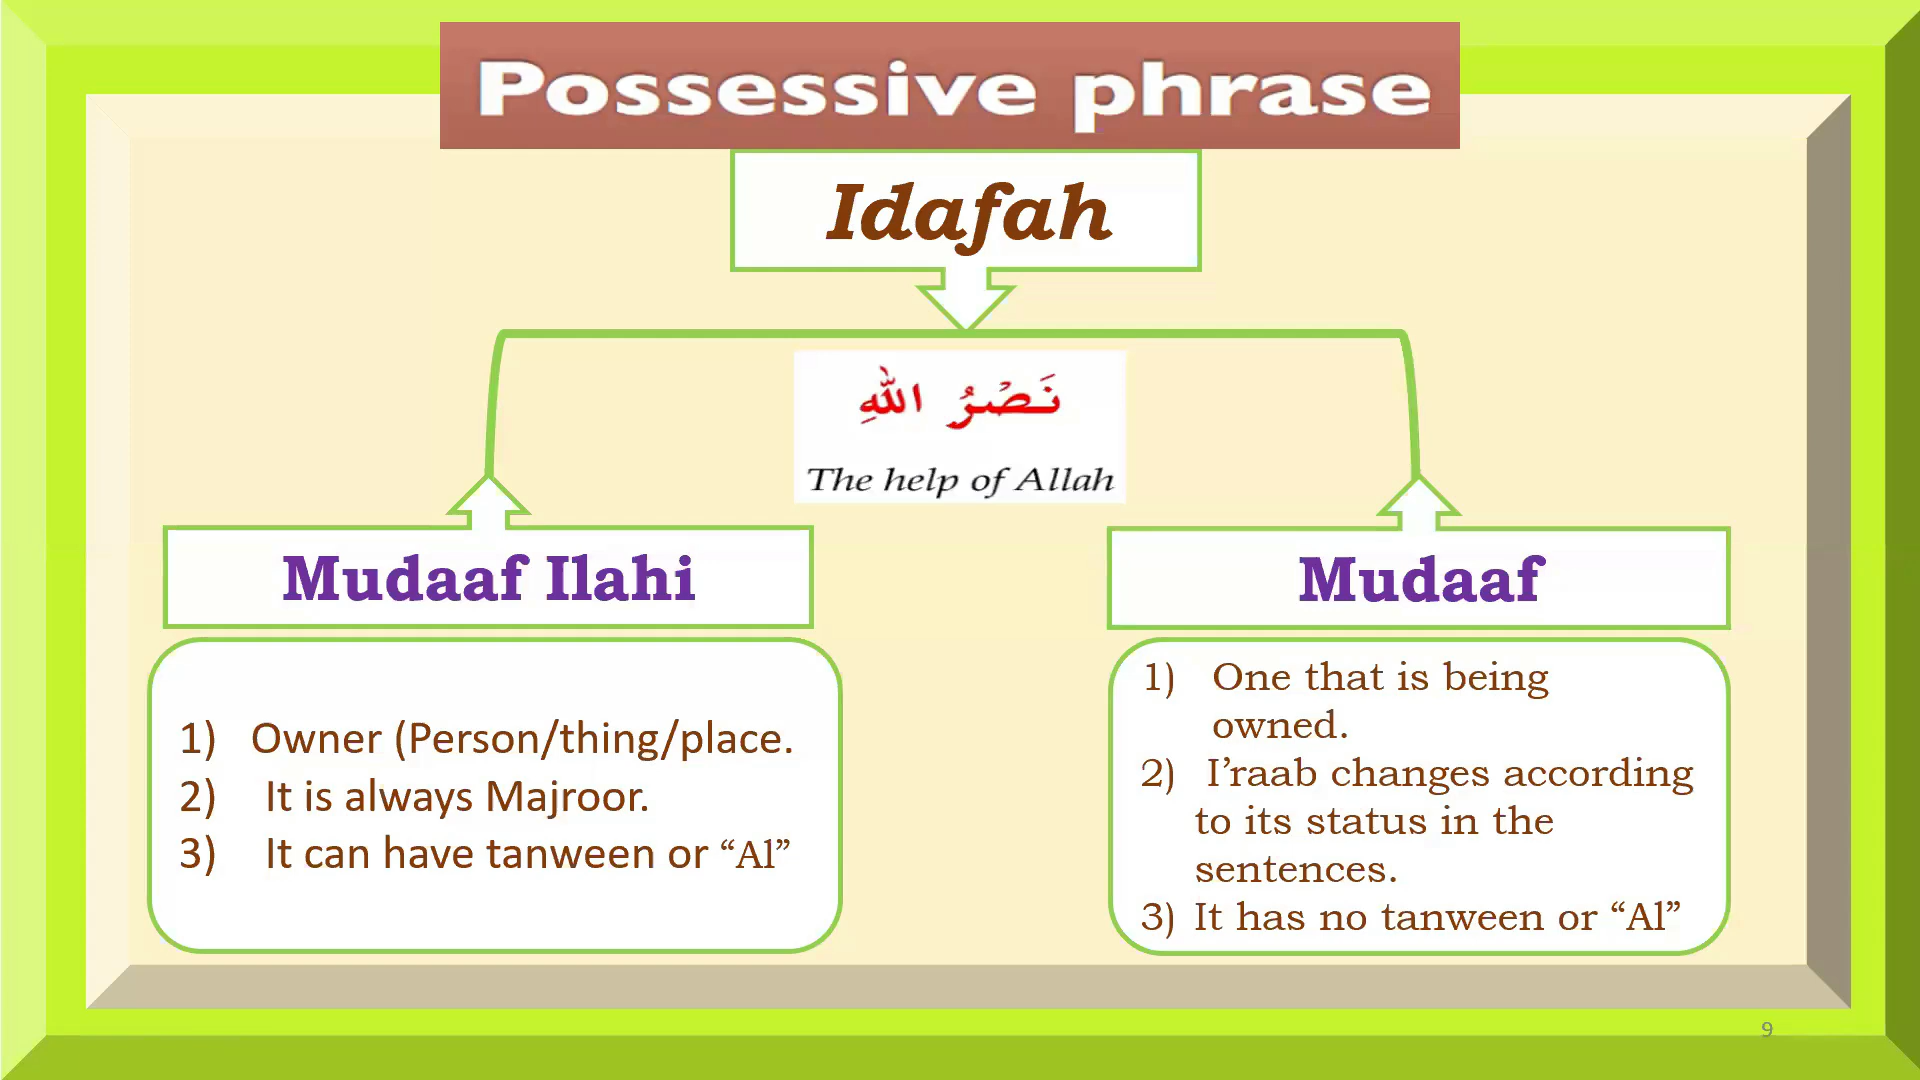 Possessive phrase
Idafah
نَصْرُ اللهِ
The help of Allah
Mudaaf Ilahi
1) Owner (Person/thing/place.
2) It is always Majroor.
3) It can have tanween or “Al”
Mudaaf
1) One that is being
owned.
2) I’raab changes according
to its status in the
sentences.
3) It has no tanween or “Al”
9